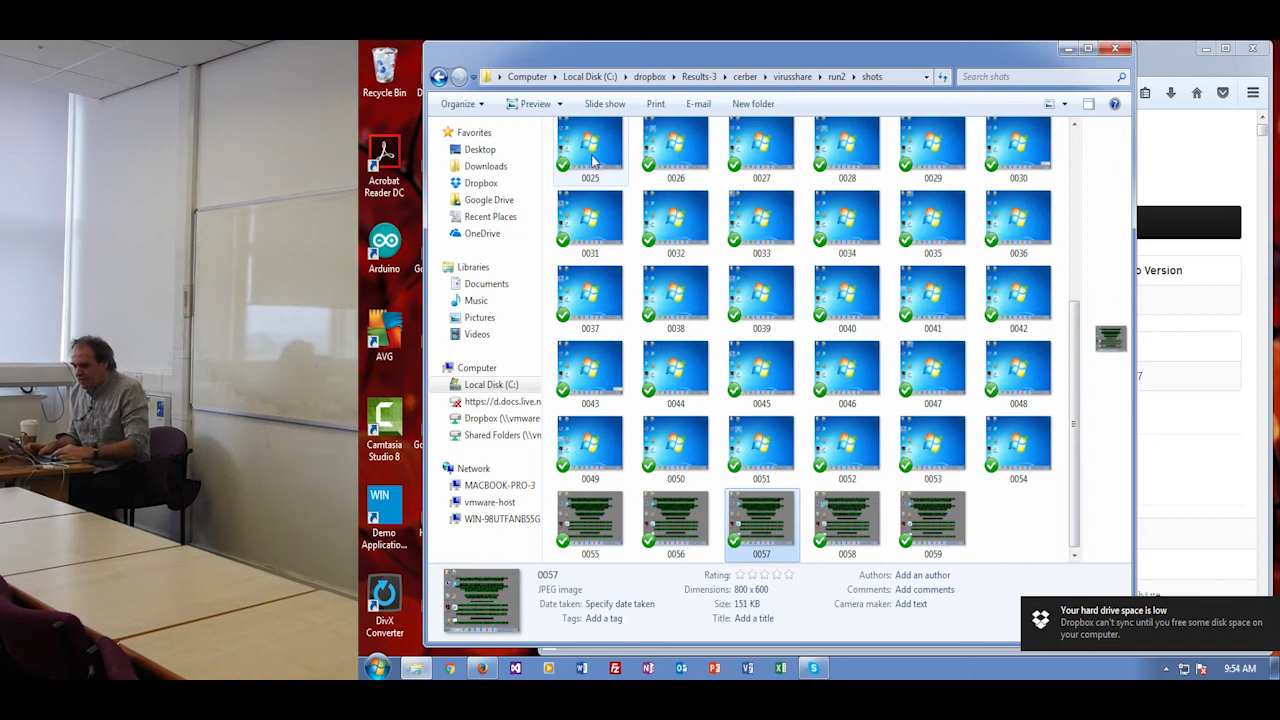 Recycle Bin
Acrobat
Reader DC
Arduino
AVG
Camtasia
Studio 8
WIN
Demo
Applicatio...
DivX
Converter
Computer
Local Disk (C:)
dropbox
Results-3
cerber
virusshare
run2
shots
Search shots
Organize
Preview
Slide show
Print
E-mail
New folder
Favorites
Desktop
Downloads
Dropbox
Google Drive
Recent Places
OneDrive
Libraries
Documents
Music
Pictures
Videos
Computer
Local Disk (C:)
https://d.docs.live.n
Dropbox (\\vmware-
Shared Folders (\\vn
Network
MACBOOK-PRO-3
vmware-host
WIN-98UTFANB55G
0025 0026 0027 0028 0029 0030
0031 0032 0033 0034 0035 0036
0037 0038 0039 0040 0041 0042
0043 0044 0045 0046 0047 0048
0049 0050 0051 0052 0053 0054
0055 0056 0057 0058 0059
0057
JPEG image
Date taken: Specify date taken
Tags: Add a tag
Rating:
Dimensions: 800 x 600
Size: 151 KB
Title: Add a title
Authors: Add an author
Comments: Add comments
Camera maker: Add text
Version
7
Your hard drive space is low
Dropbox can't sync until you free some disk space on
your computer.
9:54 AM